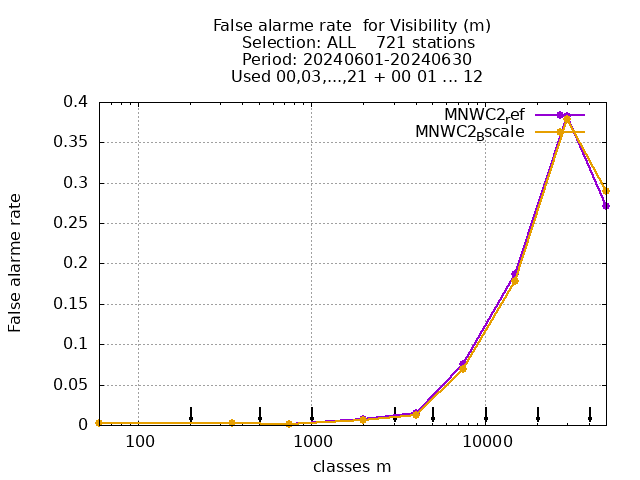 False alarme rate  for Visibility (m)
Selection: ALL    721 stations
Period: 20240601-20240630
Used 00,03,...,21 + 00 01 ... 12
MNWC2ref
MNWC2Bscale
0.4
0.35
0.3
0.25
0.2
0.15
0.1
0.05
0
False alarme rate
100
1000
10000
classes m